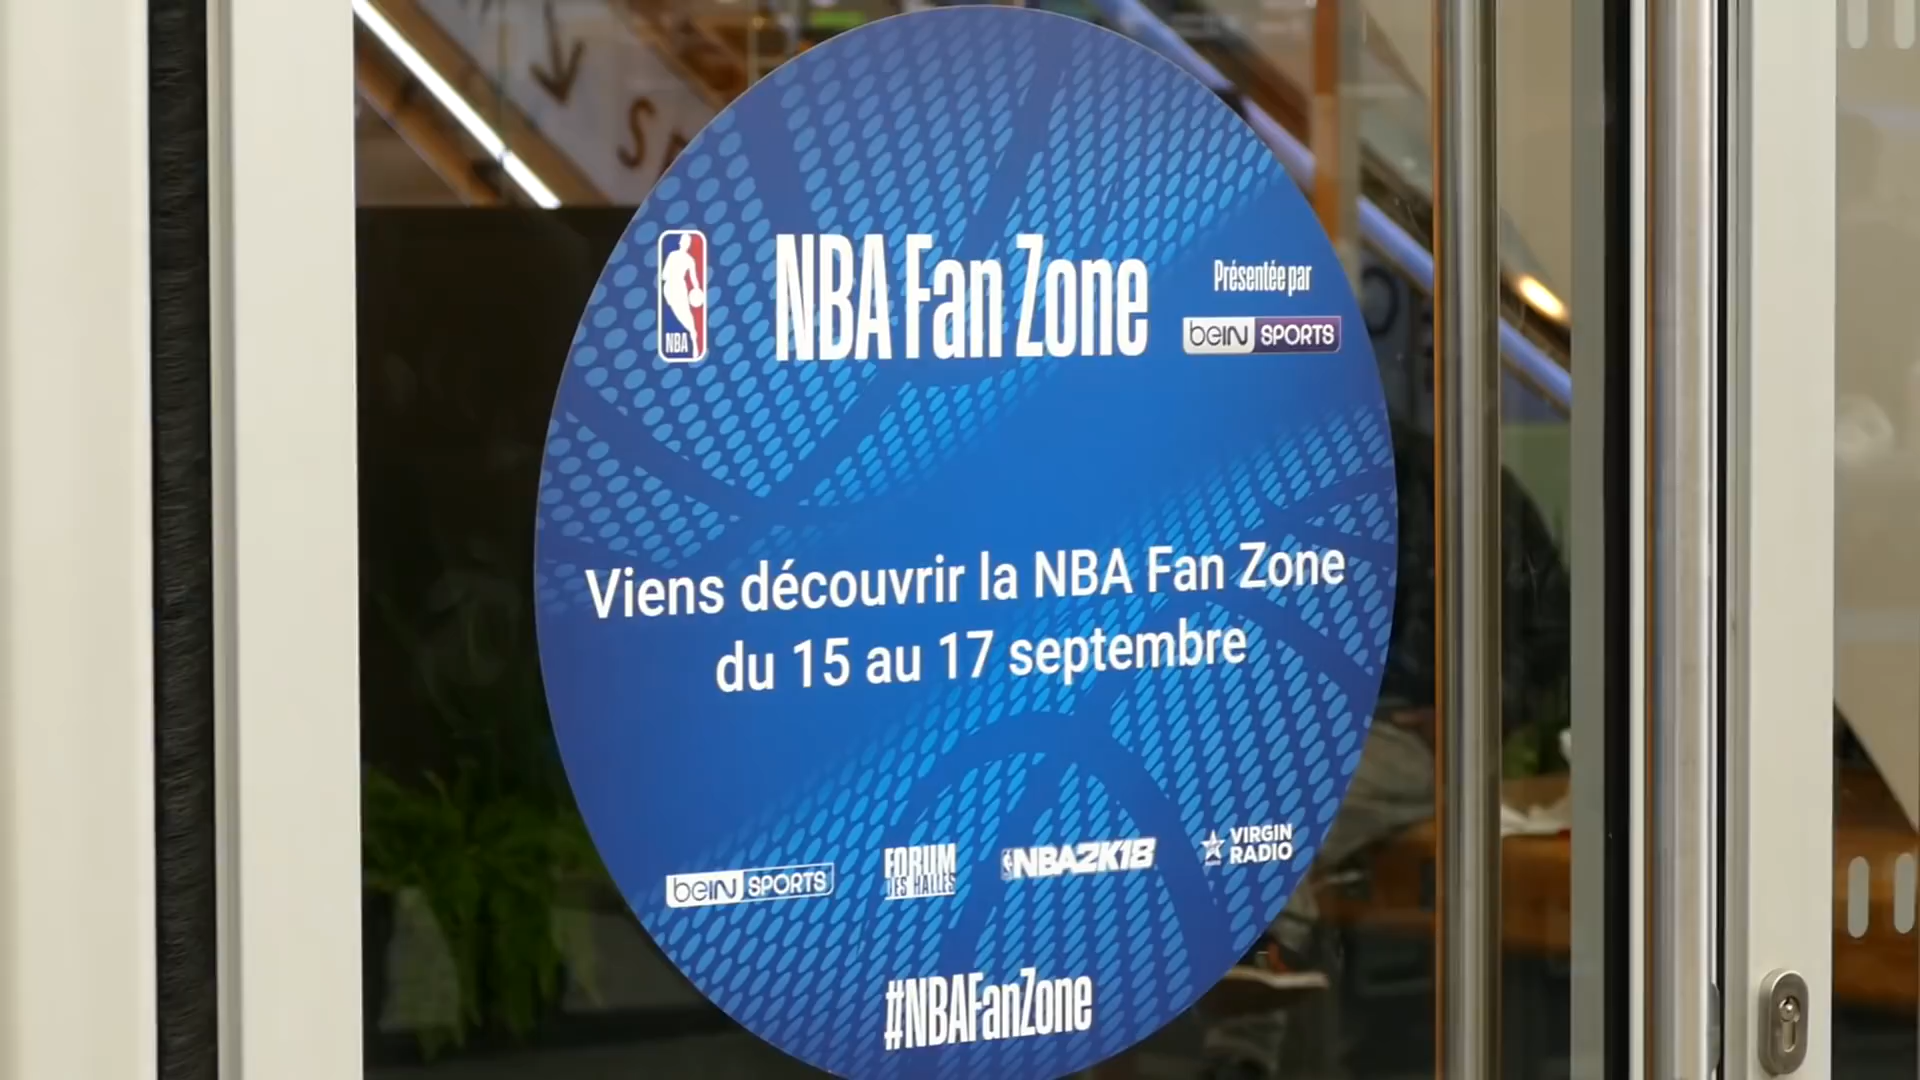 NBA
NBA Fan Zone
Présentée par
beIN SPORTS
Viens découvrir la NBA Fan Zone
du 15 au 17 septembre
beIN SPORTS
FORUM
DES HALLES
NBA2K18
VIRGIN
RADIO
#NBAFanZone